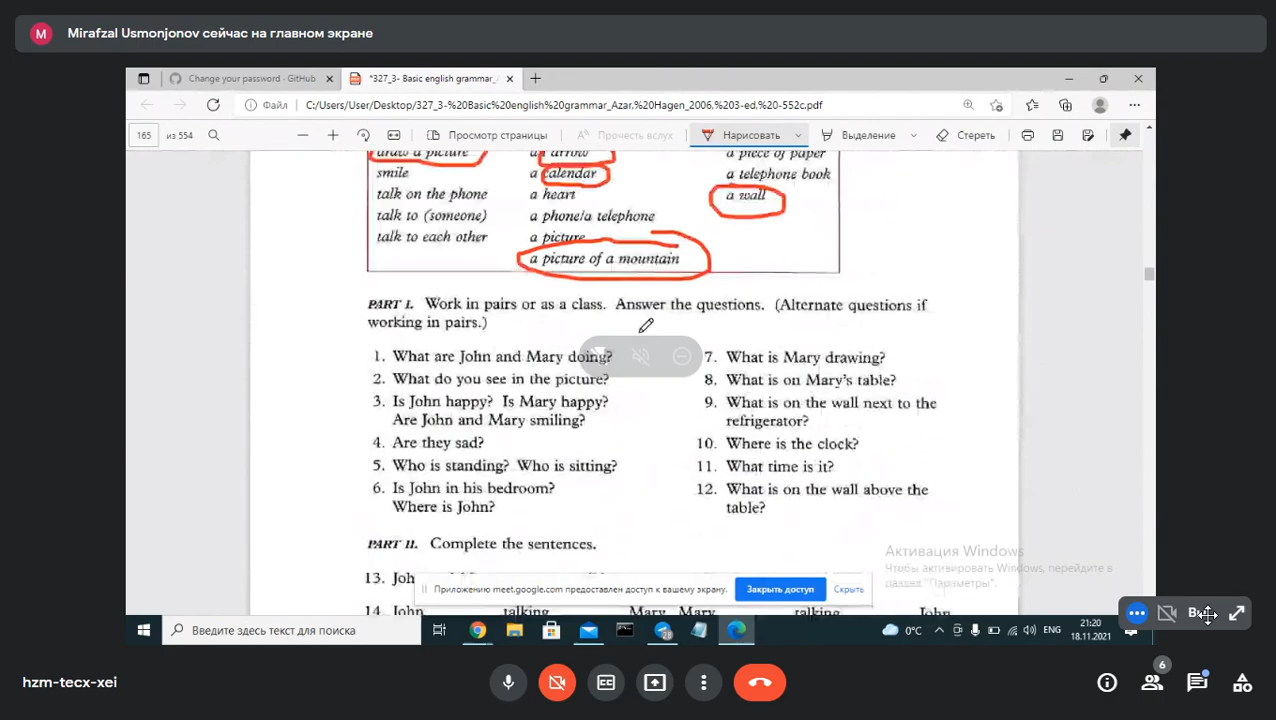 M Mirafzal Usmonjonov сейчас на главном экране
Change your password · GitHub
*327_3- Basic english grammar_
Файл C:/Users/User/Desktop/327_3-%20Basic%20english%20grammar_Azar,%20Hagen_2006.%203-ed,%20-552c.pdf
165 из 554 Просмотр страницы Прочесть вслух Рисовать Выделение Стереть
draw a picture a arrow a piece of paper
smile a calendar a telephone book
talk on the phone a heart a wall
talk to (someone) a phone/a telephone
talk to each other a picture
a picture of a mountain
PART I. Work in pairs or as a class. Answer the questions. (Alternate questions if
working in pairs.)
1. What are John and Mary doing?
2. What do you see in the picture?
3. Is John happy? Is Mary happy?
Are John and Mary smiling?
4. Are they sad?
5. Who is standing? Who is sitting?
6. Is John in his bedroom?
Where is John?
7. What is Mary drawing?
8. What is on Mary's table?
9. What is on the wall next to the
refrigerator?
10. Where is the clock?
11. What time is it?
12. What is on the wall above the
table?
PART II. Complete the sentences.
13. Joh
14. John talking Mary Mary talking John
Активация Windows
Чтобы активировать Windows, перейдите в
раздел "Параметры".
Приложению meet.google.com предоставлен доступ к вашему экрану. Закрыть доступ Скрыть
Введите здесь текст для поиска
28
0°C ENG
21:20
18.11.2021
hzm-tecx-xei
CC
6